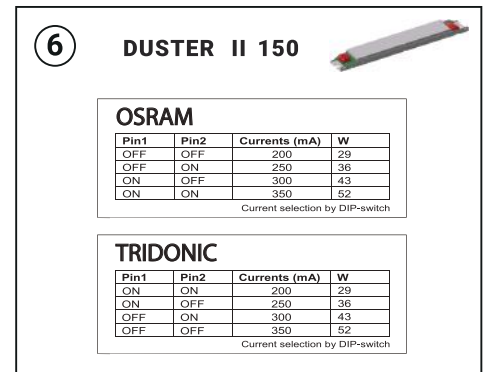 6 DUSTER II 150
OSRAM
Pin1 Pin2 Currents (mA) W
OFF OFF 200 29
OFF ON 250 36
ON OFF 300 43
ON ON 350 52
Current selection by DIP-switch
TRIDONIC
Pin1 Pin2 Currents (mA) W
ON ON 200 29
ON OFF 250 36
OFF ON 300 43
OFF OFF 350 52
Current selection by DIP-switch